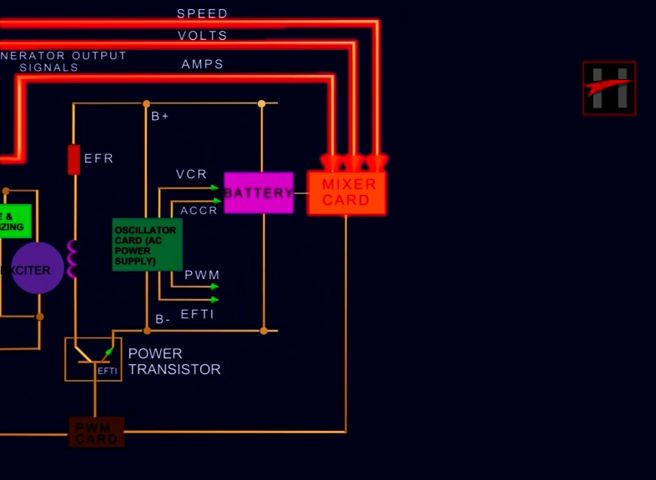 SPEED
VOLTS
NERATOR OUTPUT
SIGNALS
AMPS
B+
EFR
VCR
ACCR
BATTERY
MIXER
CARD
E &
IZING
OSCILLATOR
CARD (AC
POWER
SUPPLY)
XCITER
PWM
EFTI
B-
POWER
TRANSISTOR
EFTI
PWM
CARD